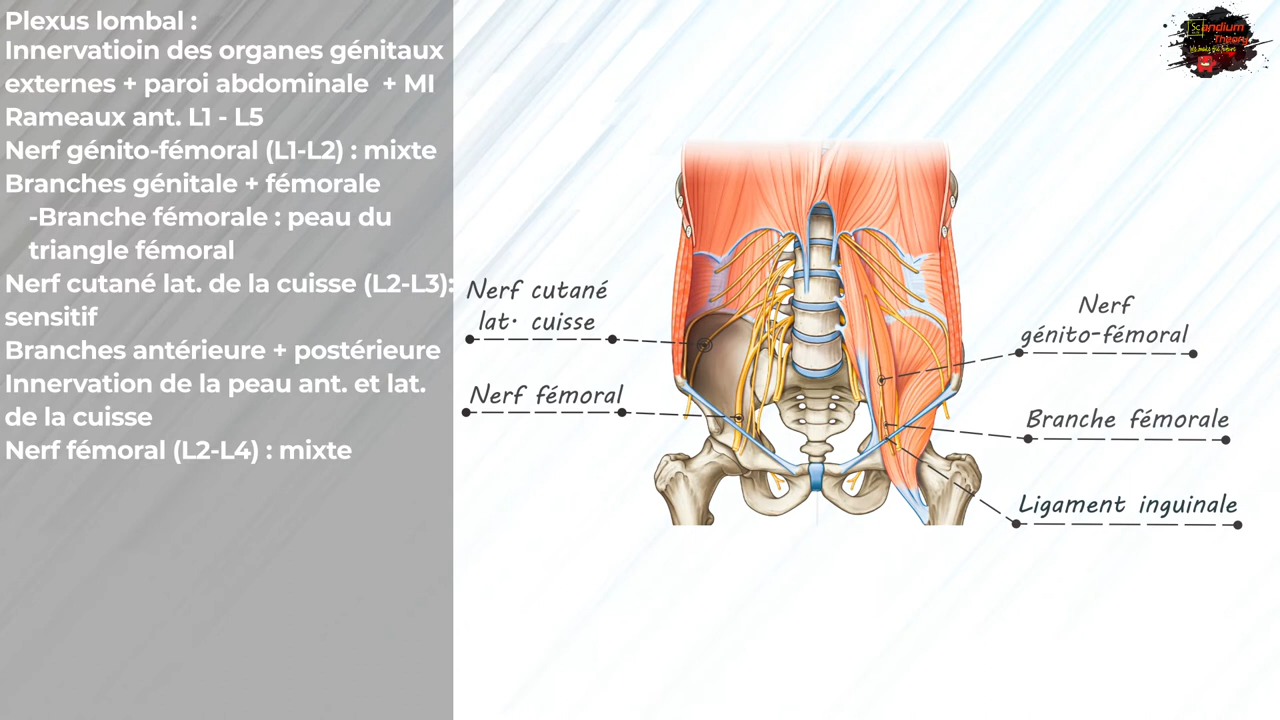 Plexus lombal :
Innervatioin des organes génitaux
externes + paroi abdominale + MI
Rameaux ant. L1 - L5
Nerf génito-fémoral (L1-L2) : mixte
Branches génitale + fémorale
-Branche fémorale : peau du
triangle fémoral
Nerf cutané lat. de la cuisse (L2-L3):
sensitif
Branches antérieure + postérieure
Innervation de la peau ant. et lat.
de la cuisse
Nerf fémoral (L2-L4) : mixte
Nerf cutané
lat. cuisse
Nerf fémoral
Nerf
génito-fémoral
Branche fémorale
Ligament inguinale
Scandium
Theory